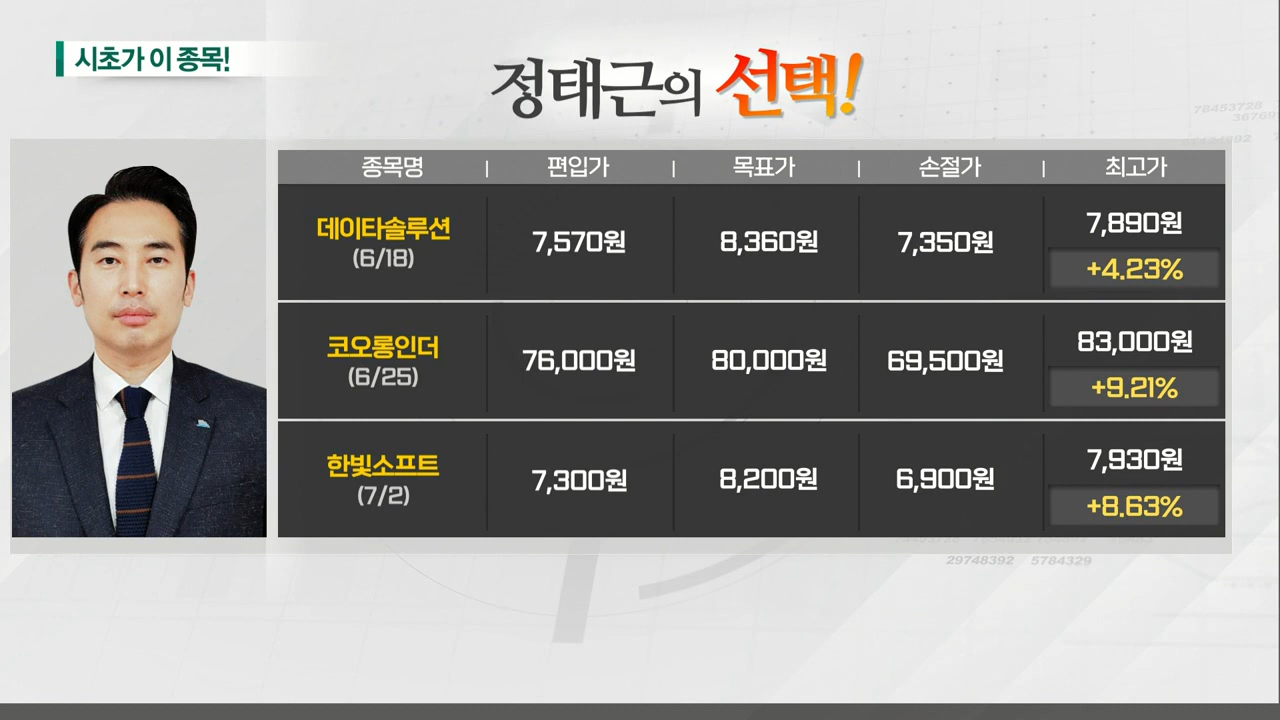 시초가 이 종목!
정태근의 선택!
종목명 | 편입가 | 목표가 | 손절가 | 최고가
데이타솔루션
(6/18)
7,570원
8,360원
7,350원
7,890원
+4.23%
코오롱인더
(6/25)
76,000원
80,000원
69,500원
83,000원
+9.21%
한빛소프트
(7/2)
7,300원
8,200원
6,900원
7,930원
+8.63%
78453728
29748392 5784329